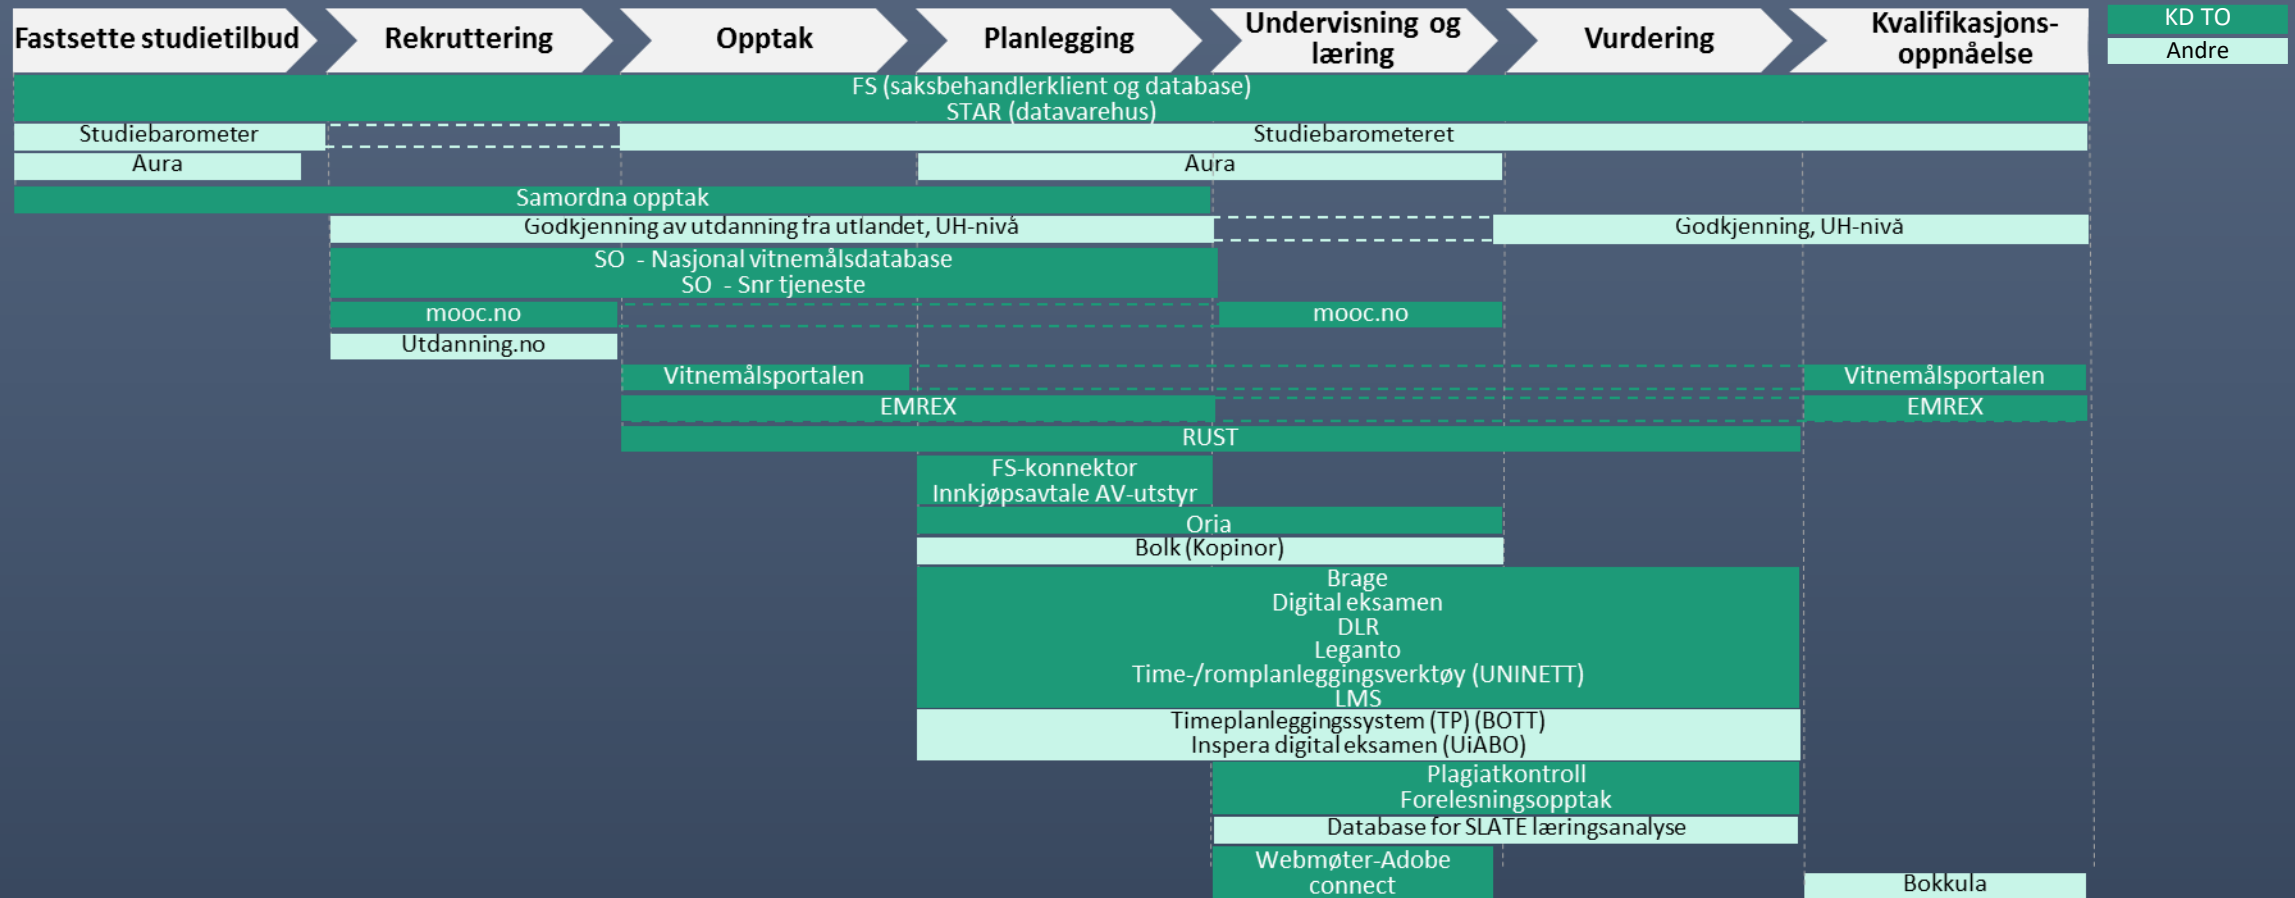 Fastsette studietilbud
Rekruttering
Opptak
Planlegging
Undervisning og
læring
Vurdering
Kvalifikasjons-
oppnåelse
KD TO
Andre
FS (saksbehandlerklient og database)
STAR (datavarehus)
Studiebarometer
Studiebarometeret
Aura
Aura
Samordna opptak
Godkjenning av utdanning fra utlandet, UH-nivå
Godkjenning, UH-nivå
SO - Nasjonal vitnemålsdatabase
SO - Snr tjeneste
mooc.no
mooc.no
Utdanning.no
Vitnemålsportalen
Vitnemålsportalen
EMREX
EMREX
RUST
FS-konnektor
Innkjøpsavtale AV-utstyr
Oria
Bolk (Kopinor)
Brage
Digital eksamen
DLR
Leganto
Time-/romplanleggingsverktøy (UNINETT)
LMS
Timeplanleggingssystem (TP) (BOTT)
Inspera digital eksamen (UiABO)
Plagiatkontroll
Forelesningsopptak
Database for SLATE læringsanalyse
Webmøter-Adobe
connect
Bokkula